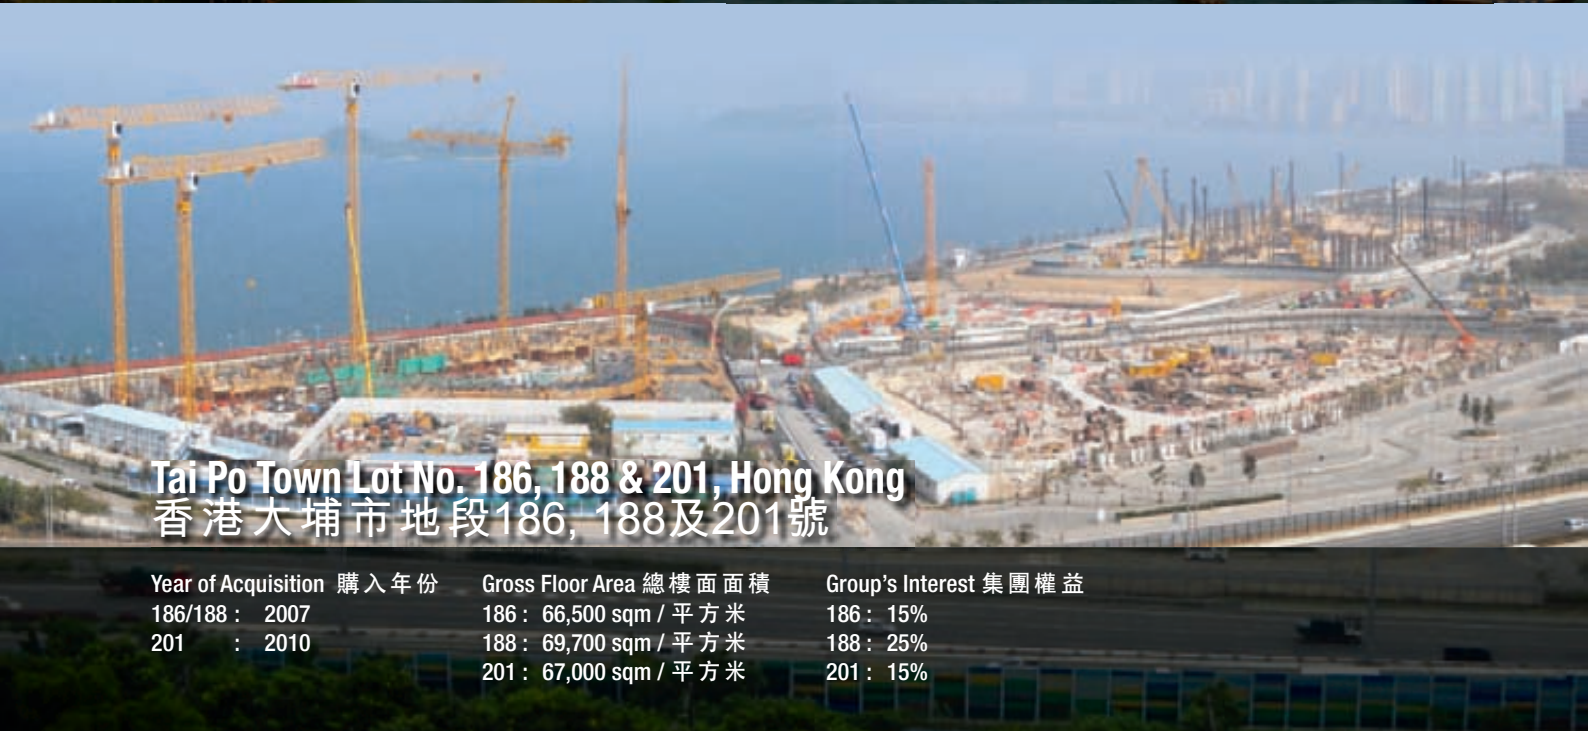 Tai Po Town Lot No. 186, 188 & 201, Hong Kong
香港大埔市地段186, 188及201號
Year of Acquisition 購入年份
186/188 : 2007
201 : 2010
Gross Floor Area 總樓面面積
186 : 66,500 sqm / 平方米
188 : 69,700 sqm / 平方米
201 : 67,000 sqm / 平方米
Group's Interest 集團權益
186 : 15%
188 : 25%
201 : 15%